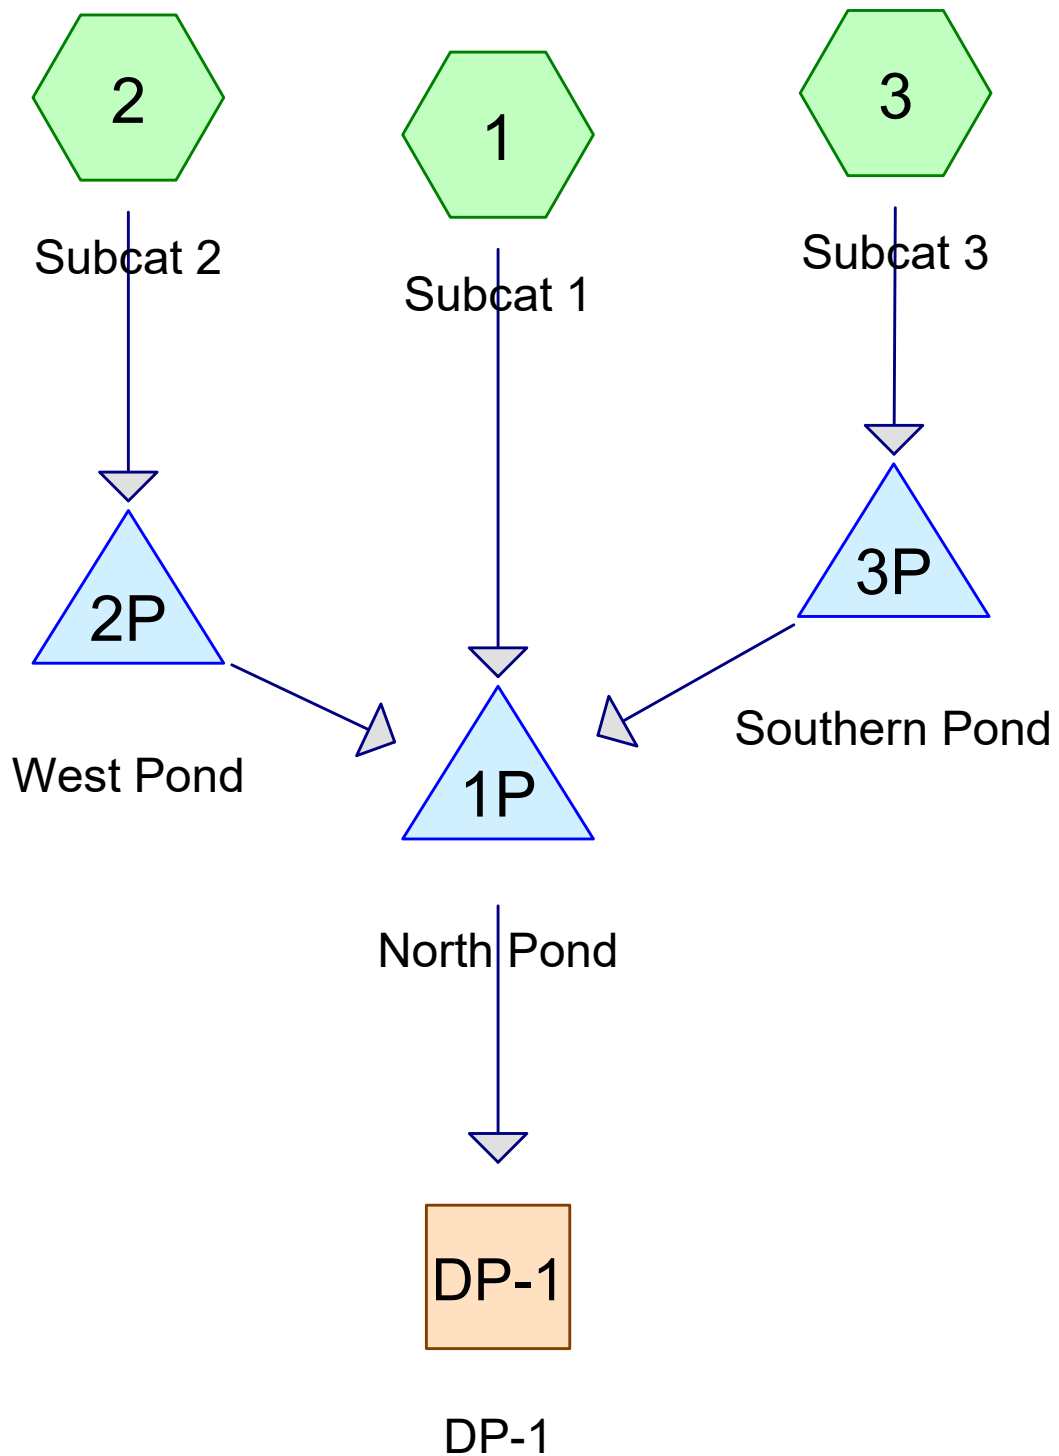 2
1
3
Subcat 2
Subcat 1
Subcat 3
2P
3P
1P
West Pond
Southern Pond
North Pond
DP-1
DP-1